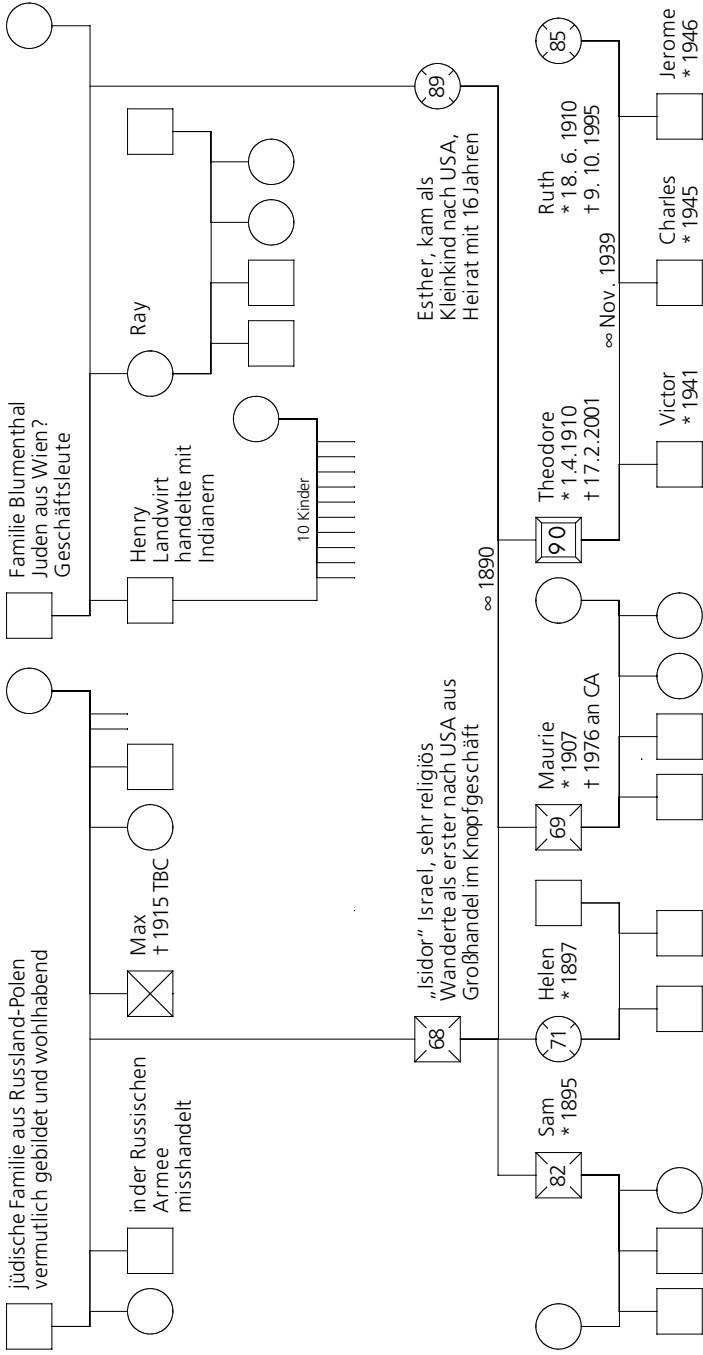 jüdische Familie aus Russland-Polen
vermutlich gebildet und wohlhabend
Familie Blumenthal
Juden aus Wien?
Geschäftsleute
inder Russischen
Armee
misshandelt
Max
† 1915 TBC
Henry
Landwirt
handelte mit
Indianern
Ray
10 Kinder
68
„Isidor" Israel, sehr religiös
Wanderte als erster nach USA aus
Großhandel im Knopfgeschäft
∞ 1890
Esther, kam als
Kleinkind nach USA,
Heirat mit 16 Jahren
89
82
Sam
* 1895
71
Helen
* 1897
69
Maurie
* 1907
† 1976 an CA
90
Theodore
* 1.4.1910
† 17.2.2001
∞ Nov. 1939
Ruth
* 18. 6. 1910
† 9. 10. 1995
85
Victor
* 1941
Charles
* 1945
Jerome
* 1946